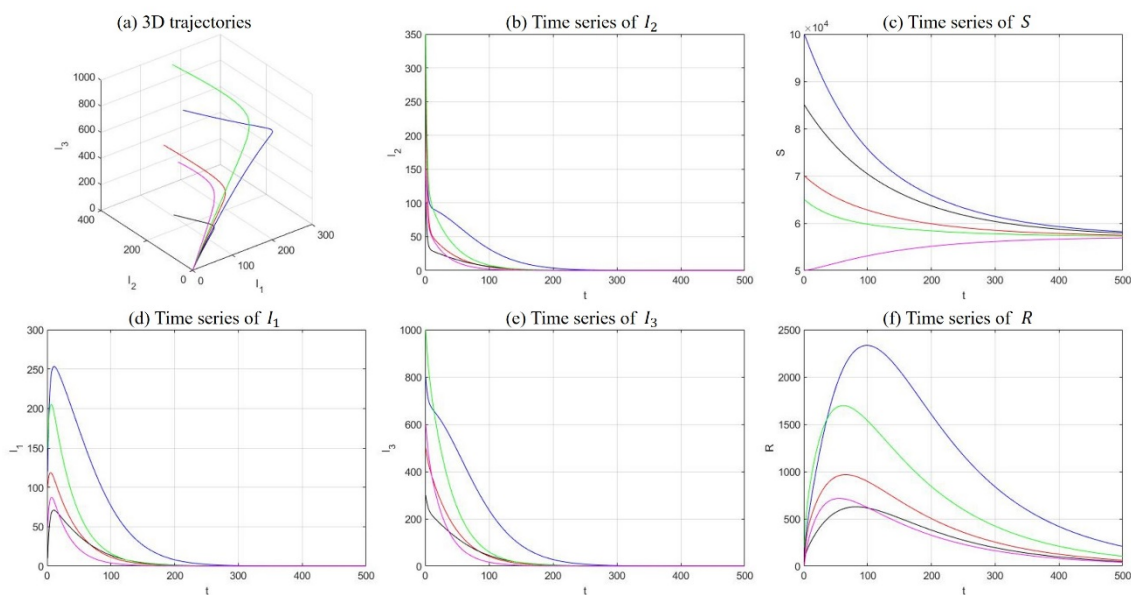 (a) 3D trajectories
1000
800
600
400
200
0
I3
400
200
0
I2
0
100
200
300
I1
(b) Time series of I2
350
300
250
200
150
100
50
0
I2
0 100 200 300 400 500
t
(c) Time series of S
×10⁴
10
9
8
7
6
5
S
0 100 200 300 400 500
t
(d) Time series of I1
300
250
200
150
100
50
0
I1
0 100 200 300 400 500
t
(e) Time series of I3
1000
800
600
400
200
0
I3
0 100 200 300 400 500
t
(f) Time series of R
2500
2000
1500
1000
500
0
R
0 100 200 300 400 500
t